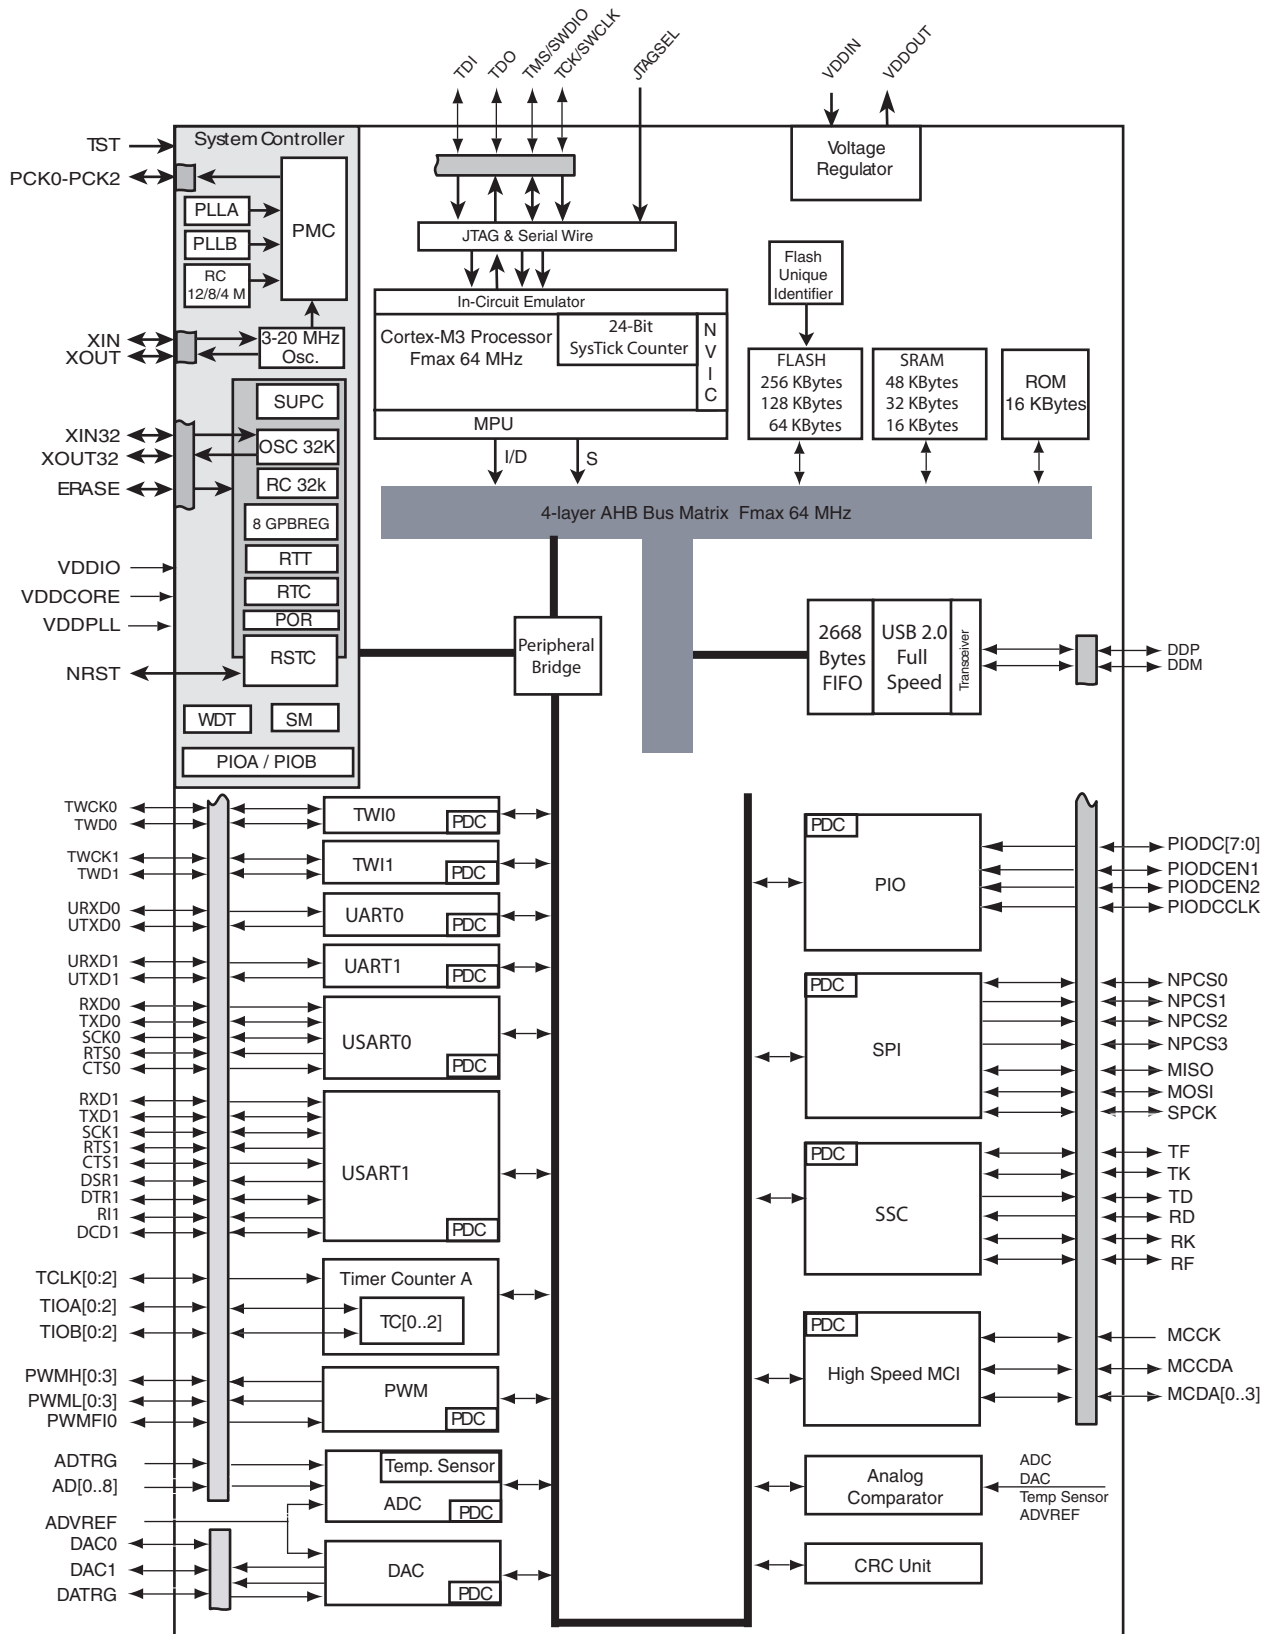 TDI
TDO
TMS/SWDIO
TCK/SWCLK
JTAGSEL
VDDIN
VDDOUT
TST
System Controller
Voltage
Regulator
PCK0-PCK2
PLLA
PLLB
RC
12/8/4 M
PMC
JTAG & Serial Wire
Flash
Unique
Identifier
In-Circuit Emulator
XIN
XOUT
3-20 MHz
Osc.
Cortex-M3 Processor
Fmax 64 MHz
24-Bit
SysTick Counter
N
V
I
C
MPU
FLASH
256 KBytes
128 KBytes
64 KBytes
SRAM
48 KBytes
32 KBytes
16 KBytes
ROM
16 KBytes
SUPC
XIN32
XOUT32
OSC 32K
ERASE
RC 32k
I/D
S
8 GPBREG
4-layer AHB Bus Matrix Fmax 64 MHz
RTT
VDDIO
RTC
VDDCORE
POR
VDDPLL
RSTC
NRST
Peripheral
Bridge
2668
Bytes
FIFO
USB 2.0
Full
Speed
Transceiver
DDP
DDM
WDT
SM
PIOA / PIOB
TWCK0
TWD0
TWI0
PDC
TWCK1
TWD1
TWI1
PDC
URXD0
UTXD0
UART0
PDC
URXD1
UTXD1
UART1
PDC
RXD0
TXD0
SCK0
RTS0
CTS0
USART0
PDC
RXD1
TXD1
SCK1
RTS1
CTS1
DSR1
DTR1
RI1
DCD1
USART1
PDC
TCLK[0:2]
TIOA[0:2]
TIOB[0:2]
Timer Counter A
TC[0..2]
PWMH[0:3]
PWML[0:3]
PWMFI0
PWM
PDC
ADTRG
AD[0..8]
Temp. Sensor
ADC
PDC
ADVREF
DAC0
DAC1
DATRG
DAC
PDC
PDC
PIO
PIODC[7:0]
PIODCEN1
PIODCEN2
PIODCCLK
PDC
SPI
NPCS0
NPCS1
NPCS2
NPCS3
MISO
MOSI
SPCK
PDC
SSC
TF
TK
TD
RD
RK
RF
PDC
High Speed MCI
MCCK
MCCDA
MCDA[0..3]
Analog
Comparator
ADC
DAC
Temp Sensor
ADVREF
CRC Unit